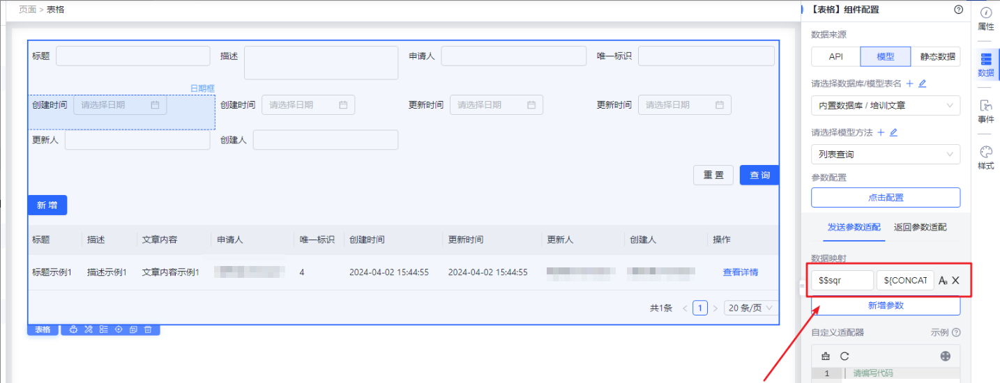 页面 > 表格
标题
描述
申请人
唯一标识
日期框
创建时间 请选择日期
创建时间 请选择日期
更新时间 请选择日期
更新时间 请选择日期
更新人
创建人
重 置
查 询
新 增
标题 描述 文章内容 申请人 唯一标识 创建时间 更新时间 更新人 创建人 操作
标题示例1 描述示例1 文章内容示例1 4 2024-04-02 15:44:55 2024-04-02 15:44:55 查看详情
共1条 < 1 > 20 条/页
表格
【表格】组件配置
数据来源
API 模型 静态数据
请选择数据库/模型表名
内置数据库 / 培训文章
请选择模型方法
列表查询
参数配置
点击配置
发送参数适配 返回参数适配
数据映射
$$sqr ${CONCAT
新增参数
自定义适配器 示例
1 请编写代码
属性
数据
事件
样式